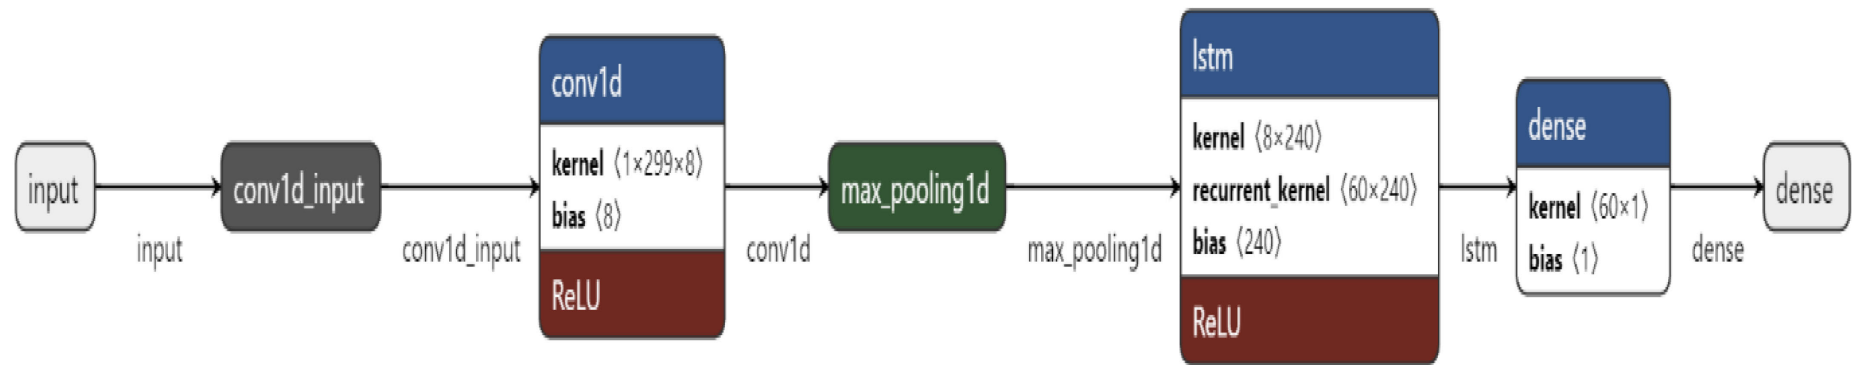 input
input
conv1d_input
conv1d_input
conv1d
kernel ⟨1×299×8⟩
bias ⟨8⟩
ReLU
conv1d
max_pooling1d
max_pooling1d
lstm
kernel ⟨8×240⟩
recurrent_kernel ⟨60×240⟩
bias ⟨240⟩
ReLU
lstm
dense
kernel ⟨60×1⟩
bias ⟨1⟩
dense
dense